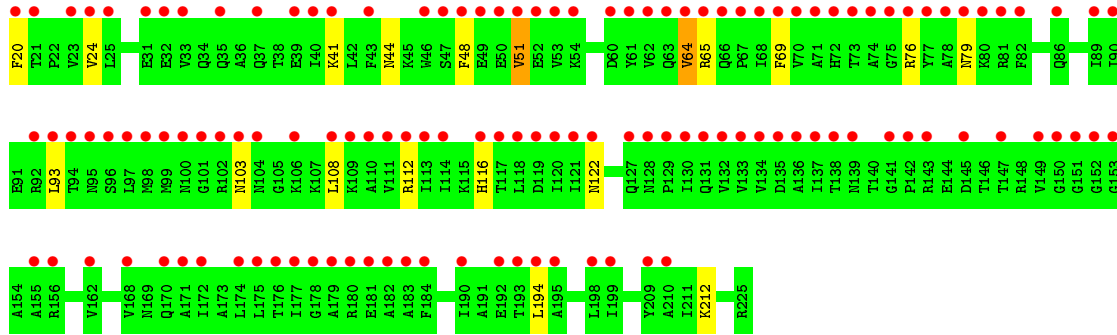 F20 T21 P22 V23 V24 L25 E31 E32 V33 Q34 Q35 A36 Q37 T38 E39 I40 K41 L42 F43 N44 K45 W46 S47 F48 E49 E50 V51 E52 V53 K54 D60 Y61 V62 Q63 V64 R65 Q66 P67 I68 F69 V70 A71 H72 T73 A74 G75 R76 Y77 A78 N79 K80 R81 F82 Q86 I89 I90
E91 R92 L93 T94 N95 S96 L97 M98 M99 N100 G101 R102 N103 N104 G105 K106 K107 L108 K109 A110 V111 R112 I113 I114 K115 H116 T117 L118 D119 I120 I121 N122 Q127 N128 P129 I130 Q131 V132 V133 V134 D135 A136 I137 T138 N139 T140 G141 P142 R143 E144 D145 T146 T147 R148 V149 G150 G151 G152 G153
A154 A155 R156 V162 V168 N169 Q170 A171 I172 A173 L174 L175 T176 I177 G178 A179 R180 E181 A182 A183 F184 I190 A191 E192 T193 L194 A195 L198 I199 Y209 A210 I211 K212 R225